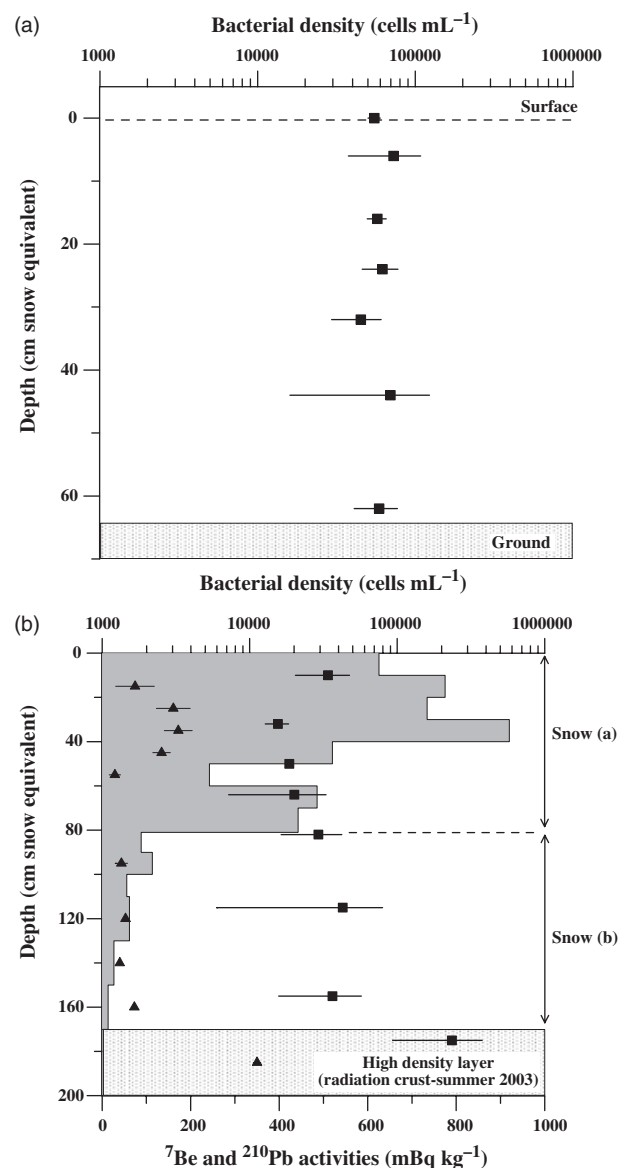 (a)
Bacterial density (cells mL−1)
1000 10000 100000 1000000
Surface
Depth (cm snow equivalent)
0
20
40
60
Ground
Bacterial density (cells mL−1)
(b)
1000 10000 100000 1000000
Depth (cm snow equivalent)
0
40
80
120
160
200
Snow (a)
Snow (b)
High density layer
(radiation crust-summer 2003)
0 200 400 600 800 1000
7Be and 210Pb activities (mBq kg−1)